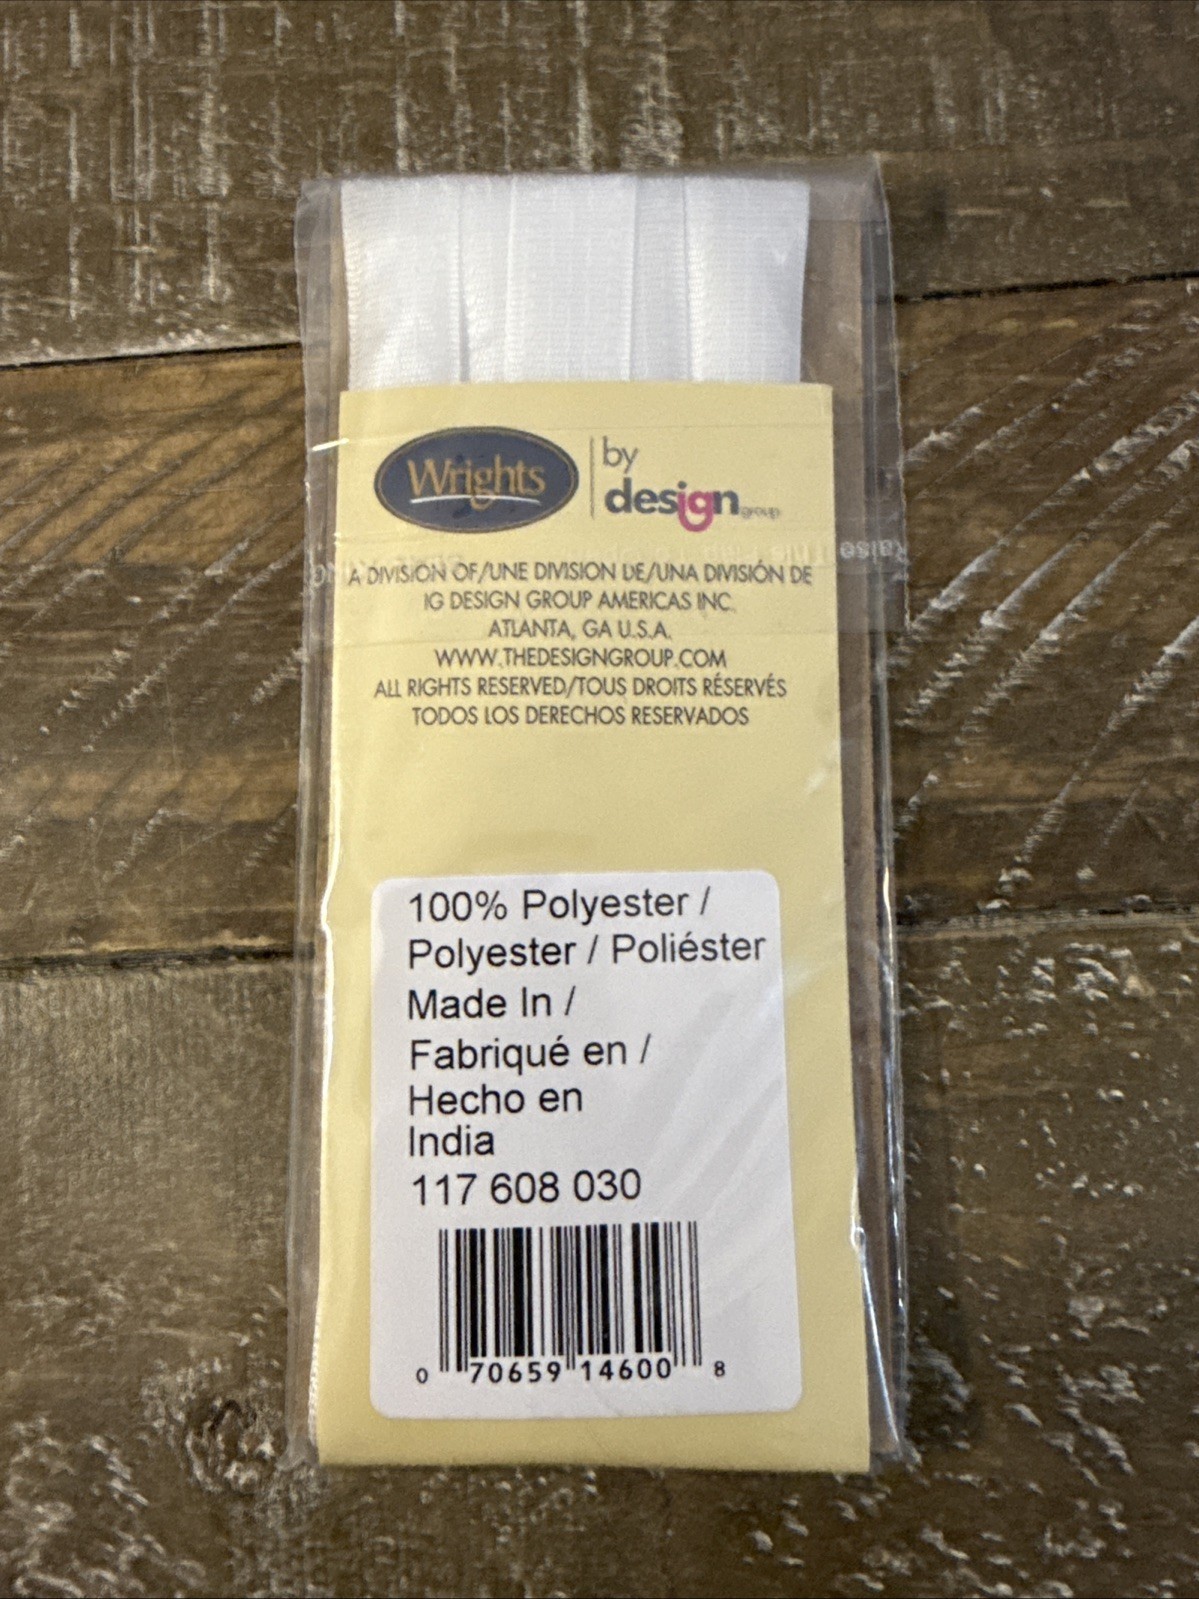 Wrights
by
design
group
A DIVISION OF/UNE DIVISION DE/UNA DIVISIÓN DE
IG DESIGN GROUP AMERICAS INC.
ATLANTA, GA U.S.A.
WWW.THEDESIGNGROUP.COM
ALL RIGHTS RESERVED/TOUS DROITS RÉSERVÉS
TODOS LOS DERECHOS RESERVADOS
100% Polyester /
Polyester / Poliéster
Made In /
Fabriqué en /
Hecho en
India
117 608 030
0 70659 14600 8